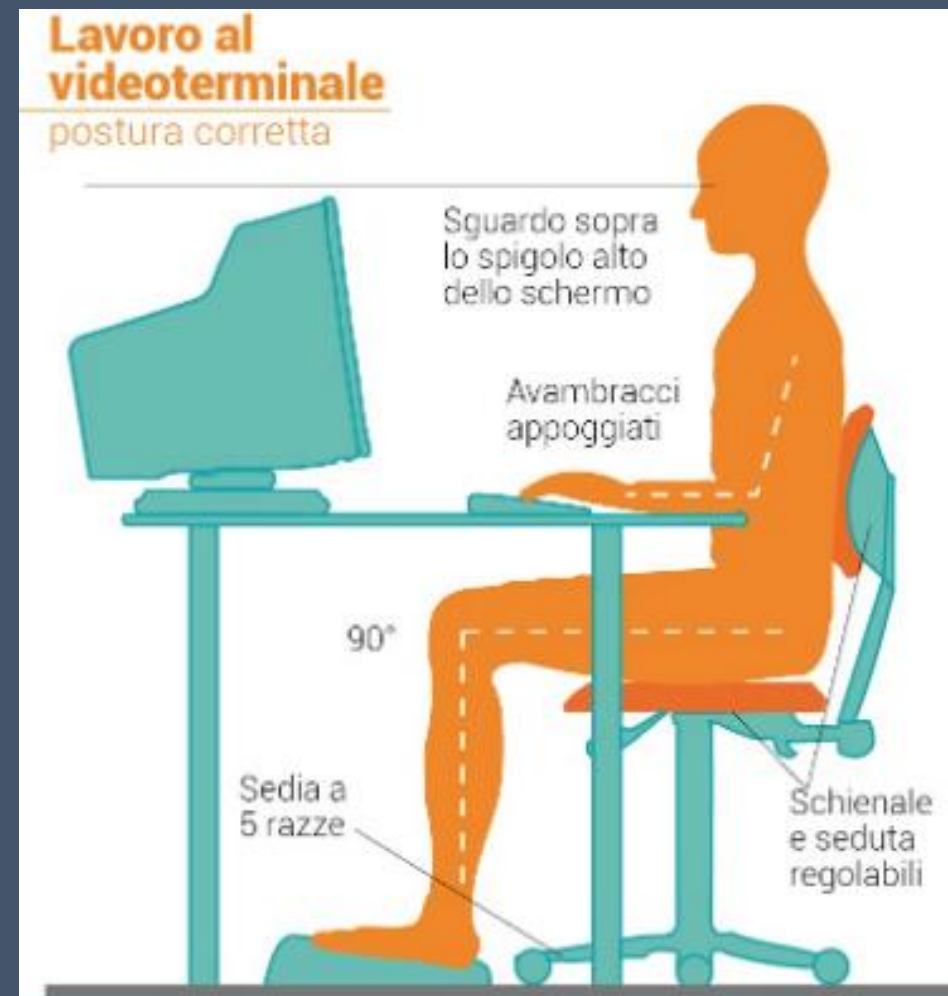 Lavoro al
videoterminale
postura corretta
Sguardo sopra
lo spigolo alto
dello schermo
Avambracci
appoggiati
90°
Sedia a
5 razze
Schienale
e seduta
regolabili